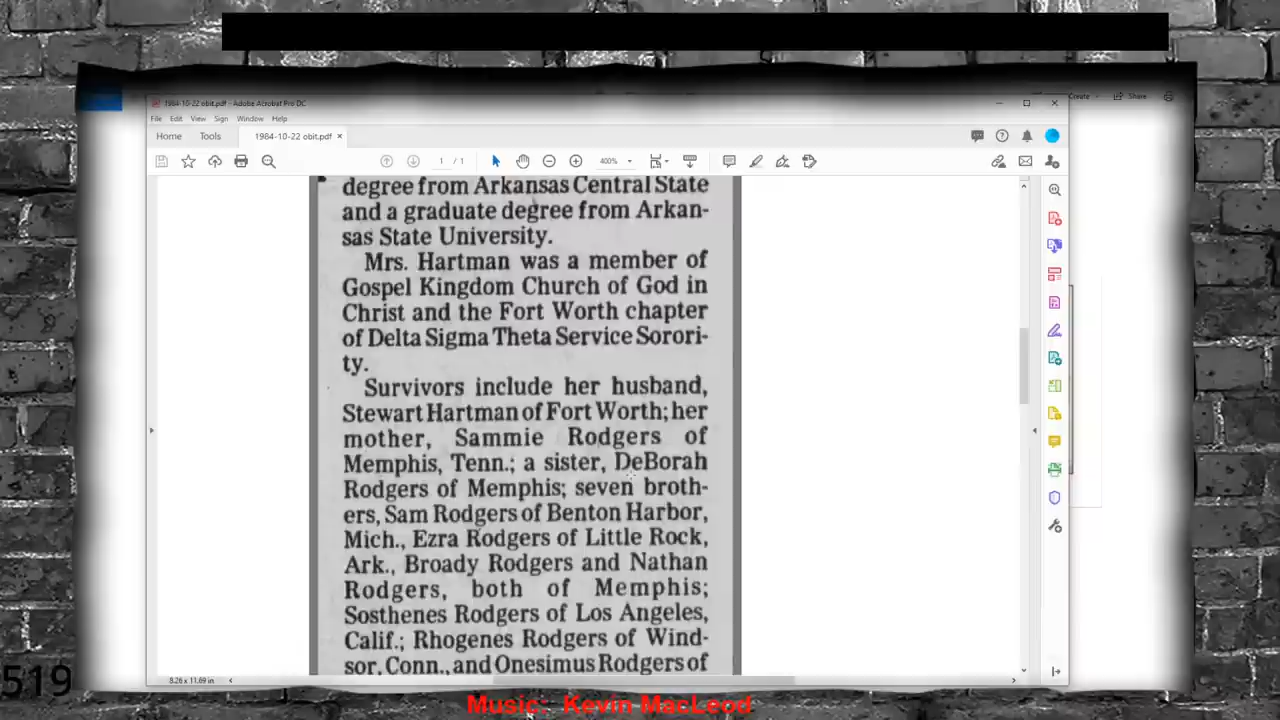 1984-10-22 obit.pdf - Adobe Acrobat Pro DC
Create
Share
File Edit View Sign Window Help
Home Tools 1984-10-22 obit.pdf ×
1 / 1 400%
degree from Arkansas Central State
and a graduate degree from Arkan-
sas State University.
Mrs. Hartman was a member of
Gospel Kingdom Church of God in
Christ and the Fort Worth chapter
of Delta Sigma Theta Service Sorori-
ty.
Survivors include her husband,
Stewart Hartman of Fort Worth; her
mother, Sammie Rodgers of
Memphis, Tenn.; a sister, DeBorah
Rodgers of Memphis; seven broth-
ers, Sam Rodgers of Benton Harbor,
Mich., Ezra Rodgers of Little Rock,
Ark., Broady Rodgers and Nathan
Rodgers, both of Memphis;
Sosthenes Rodgers of Los Angeles,
Calif.; Rhogenes Rodgers of Wind-
sor, Conn., and Onesimus Rodgers of
8.26 x 11.69 in
519
Music: Kevin MacLeod